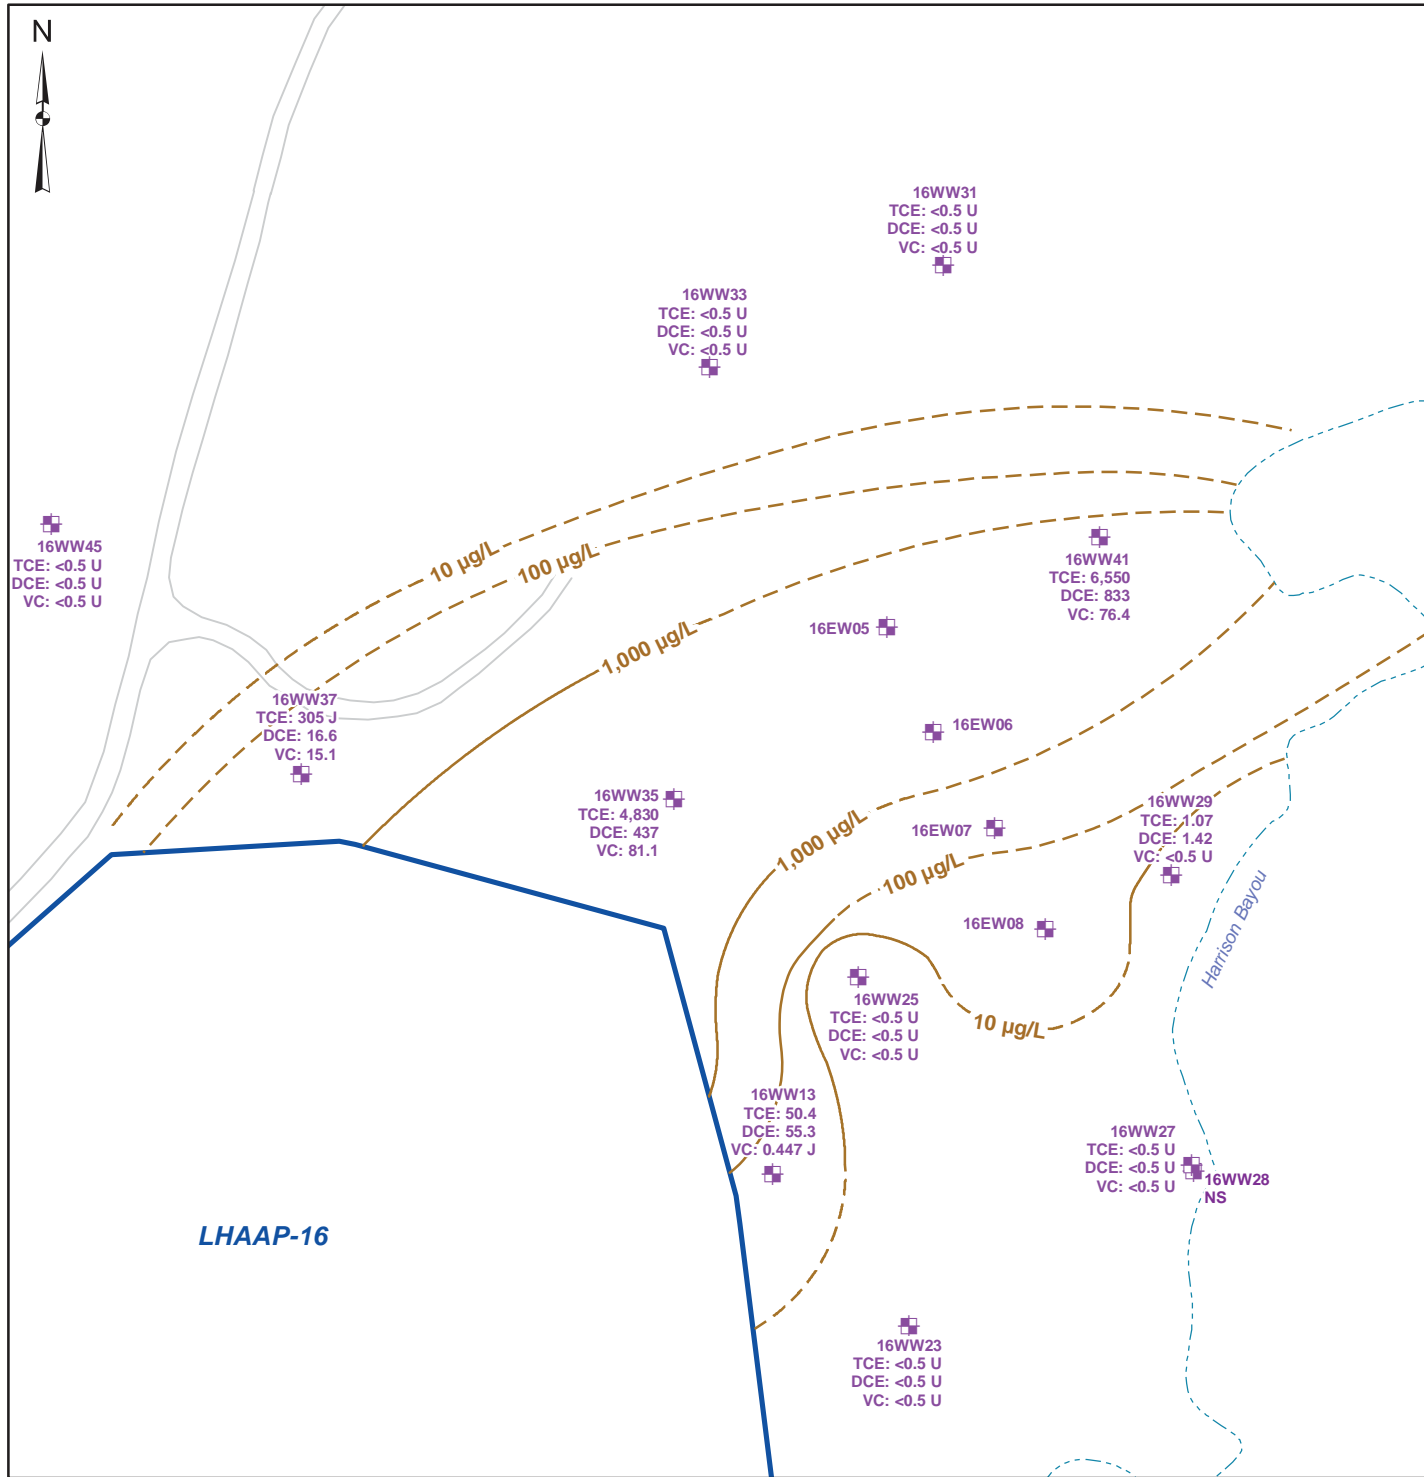 N
16WW31
TCE: <0.5 U
DCE: <0.5 U
VC: <0.5 U
16WW33
TCE: <0.5 U
DCE: <0.5 U
VC: <0.5 U
16WW45
TCE: <0.5 U
DCE: <0.5 U
VC: <0.5 U
10 µg/L
100 µg/L
1,000 µg/L
16WW41
TCE: 6,550
DCE: 833
VC: 76.4
16EW05
16WW37
TCE: 305 J
DCE: 16.6
VC: 15.1
16EW06
16WW35
TCE: 4,830
DCE: 437
VC: 81.1
1,000 µg/L
16EW07
16WW29
TCE: 1.07
DCE: 1.42
VC: <0.5 U
100 µg/L
16EW08
Harrison Bayou
16WW25
TCE: <0.5 U
DCE: <0.5 U
VC: <0.5 U
10 µg/L
16WW13
TCE: 50.4
DCE: 55.3
VC: 0.447 J
16WW27
TCE: <0.5 U
DCE: <0.5 U
VC: <0.5 U
16WW28
NS
LHAAP-16
16WW23
TCE: <0.5 U
DCE: <0.5 U
VC: <0.5 U